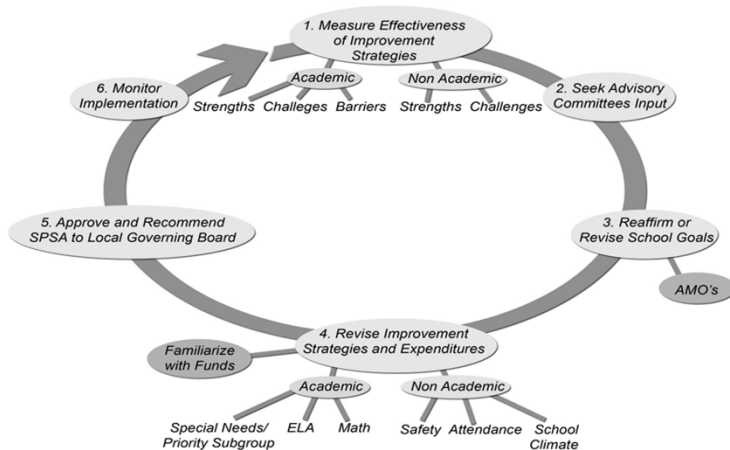 1. Measure Effectiveness
of Improvement
Strategies
Academic
Non Academic
Strengths
Challeges
Barriers
Strengths
Challenges
2. Seek Advisory
Committees Input
3. Reaffirm or
Revise School Goals
AMO's
4. Revise Improvement
Strategies and Expenditures
Familiarize
with Funds
Academic
Non Academic
Special Needs/
Priority Subgroup
ELA
Math
Safety
Attendance
School
Climate
5. Approve and Recommend
SPSA to Local Governing Board
6. Monitor
Implementation